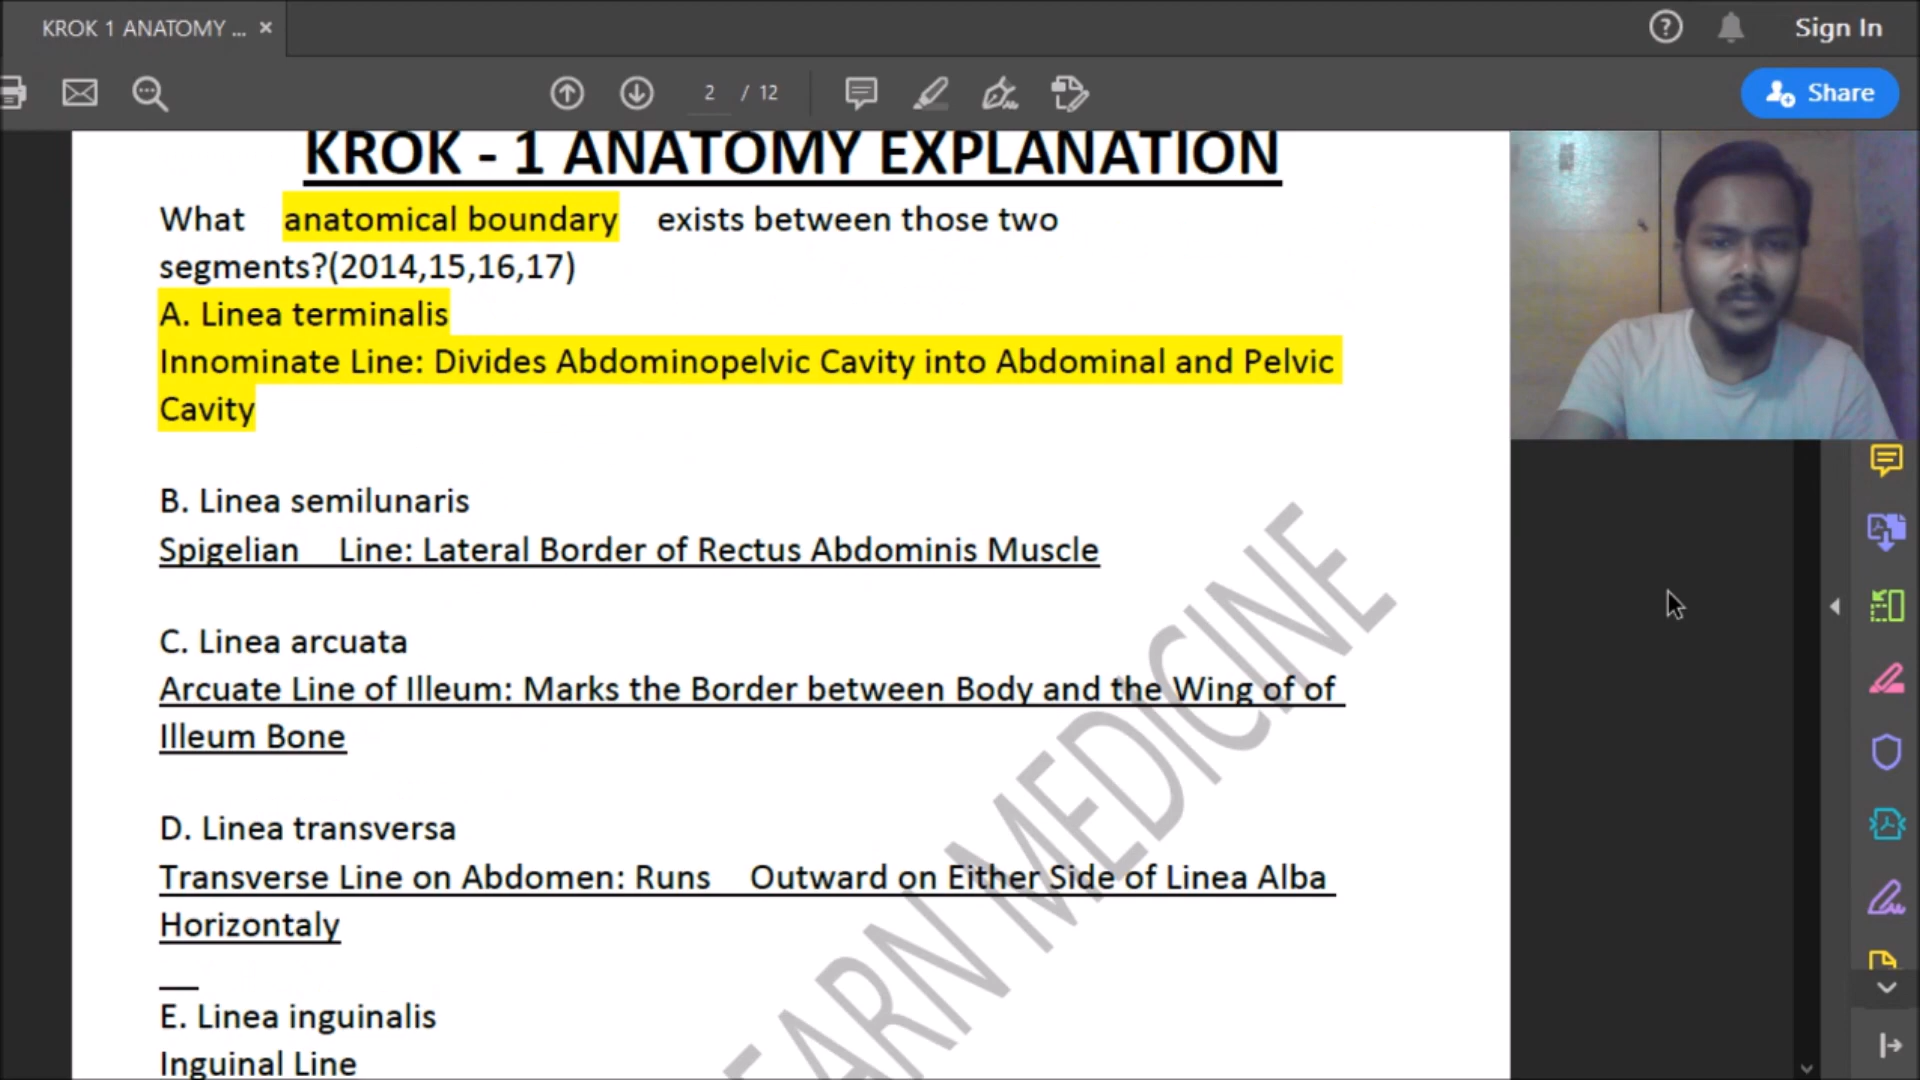 KROK 1 ANATOMY ...
Sign In
2 / 12
Share
KROK - 1 ANATOMY EXPLANATION
What anatomical boundary exists between those two
segments?(2014,15,16,17)
A. Linea terminalis
Innominate Line: Divides Abdominopelvic Cavity into Abdominal and Pelvic
Cavity
B. Linea semilunaris
Spigelian Line: Lateral Border of Rectus Abdominis Muscle
C. Linea arcuata
Arcuate Line of Illeum: Marks the Border between Body and the Wing of of
Illeum Bone
D. Linea transversa
Transverse Line on Abdomen: Runs Outward on Either Side of Linea Alba
Horizontaly
E. Linea inguinalis
Inguinal Line
EARN MEDICINE